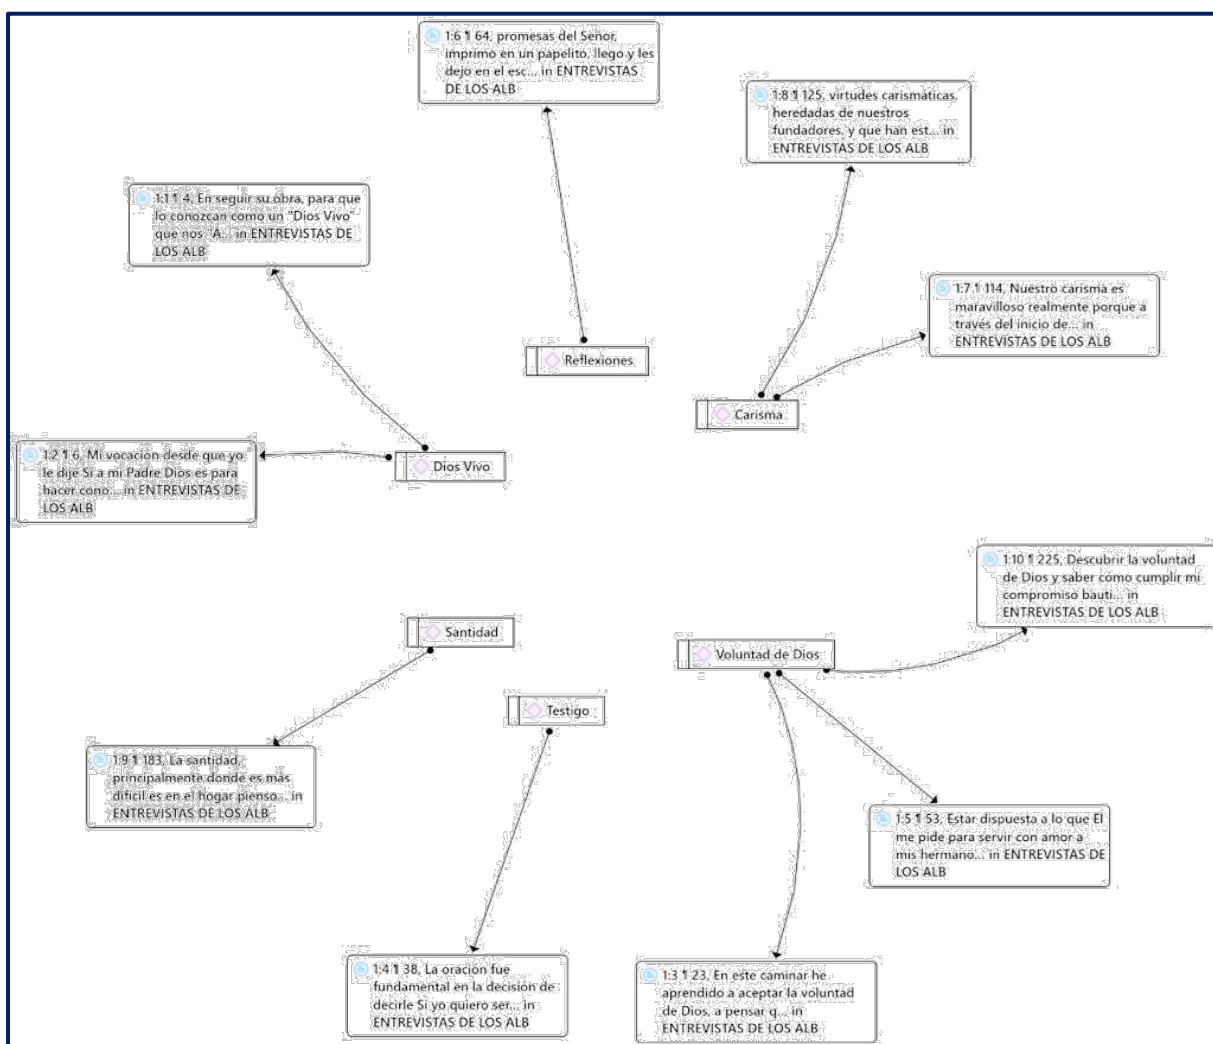 1:6 ¶ 64, promesas del Señor,
imprimo en un papelito, llego y les
dejo en el esc... in ENTREVISTAS
DE LOS ALB
1:8 ¶ 125, virtudes carismáticas,
heredadas de nuestros
fundadores, y que han est... in
ENTREVISTAS DE LOS ALB
1:1 ¶ 4, En seguir su obra, para que
lo conozcan como un "Dios Vivo"
que nos "A... in ENTREVISTAS DE
LOS ALB
1:7 ¶ 114, Nuestro carisma es
maravilloso realmente porque a
través del inicio de... in
ENTREVISTAS DE LOS ALB
Reflexiones
Carisma
1:2 ¶ 6, Mi vocación desde que yo
le dije Sí a mi Padre Dios es para
hacer cono... in ENTREVISTAS DE
LOS ALB
Dios Vivo
1:10 ¶ 225, Descubrir la voluntad
de Dios y saber cómo cumplir mi
compromiso bauti... in
ENTREVISTAS DE LOS ALB
Santidad
Voluntad de Dios
Testigo
1:9 ¶ 183, La santidad,
principalmente donde es más
difícil es en el hogar pienso... in
ENTREVISTAS DE LOS ALB
1:5 ¶ 53, Estar dispuesta a lo que Él
me pide para servir con amor a
mis hermano... in ENTREVISTAS DE
LOS ALB
1:4 ¶ 38, La oración fue
fundamental en la decisión de
decirle Sí yo quiero ser... in
ENTREVISTAS DE LOS ALB
1:3 ¶ 23, En este caminar he
aprendido a aceptar la voluntad
de Dios, a pensar q... in
ENTREVISTAS DE LOS ALB